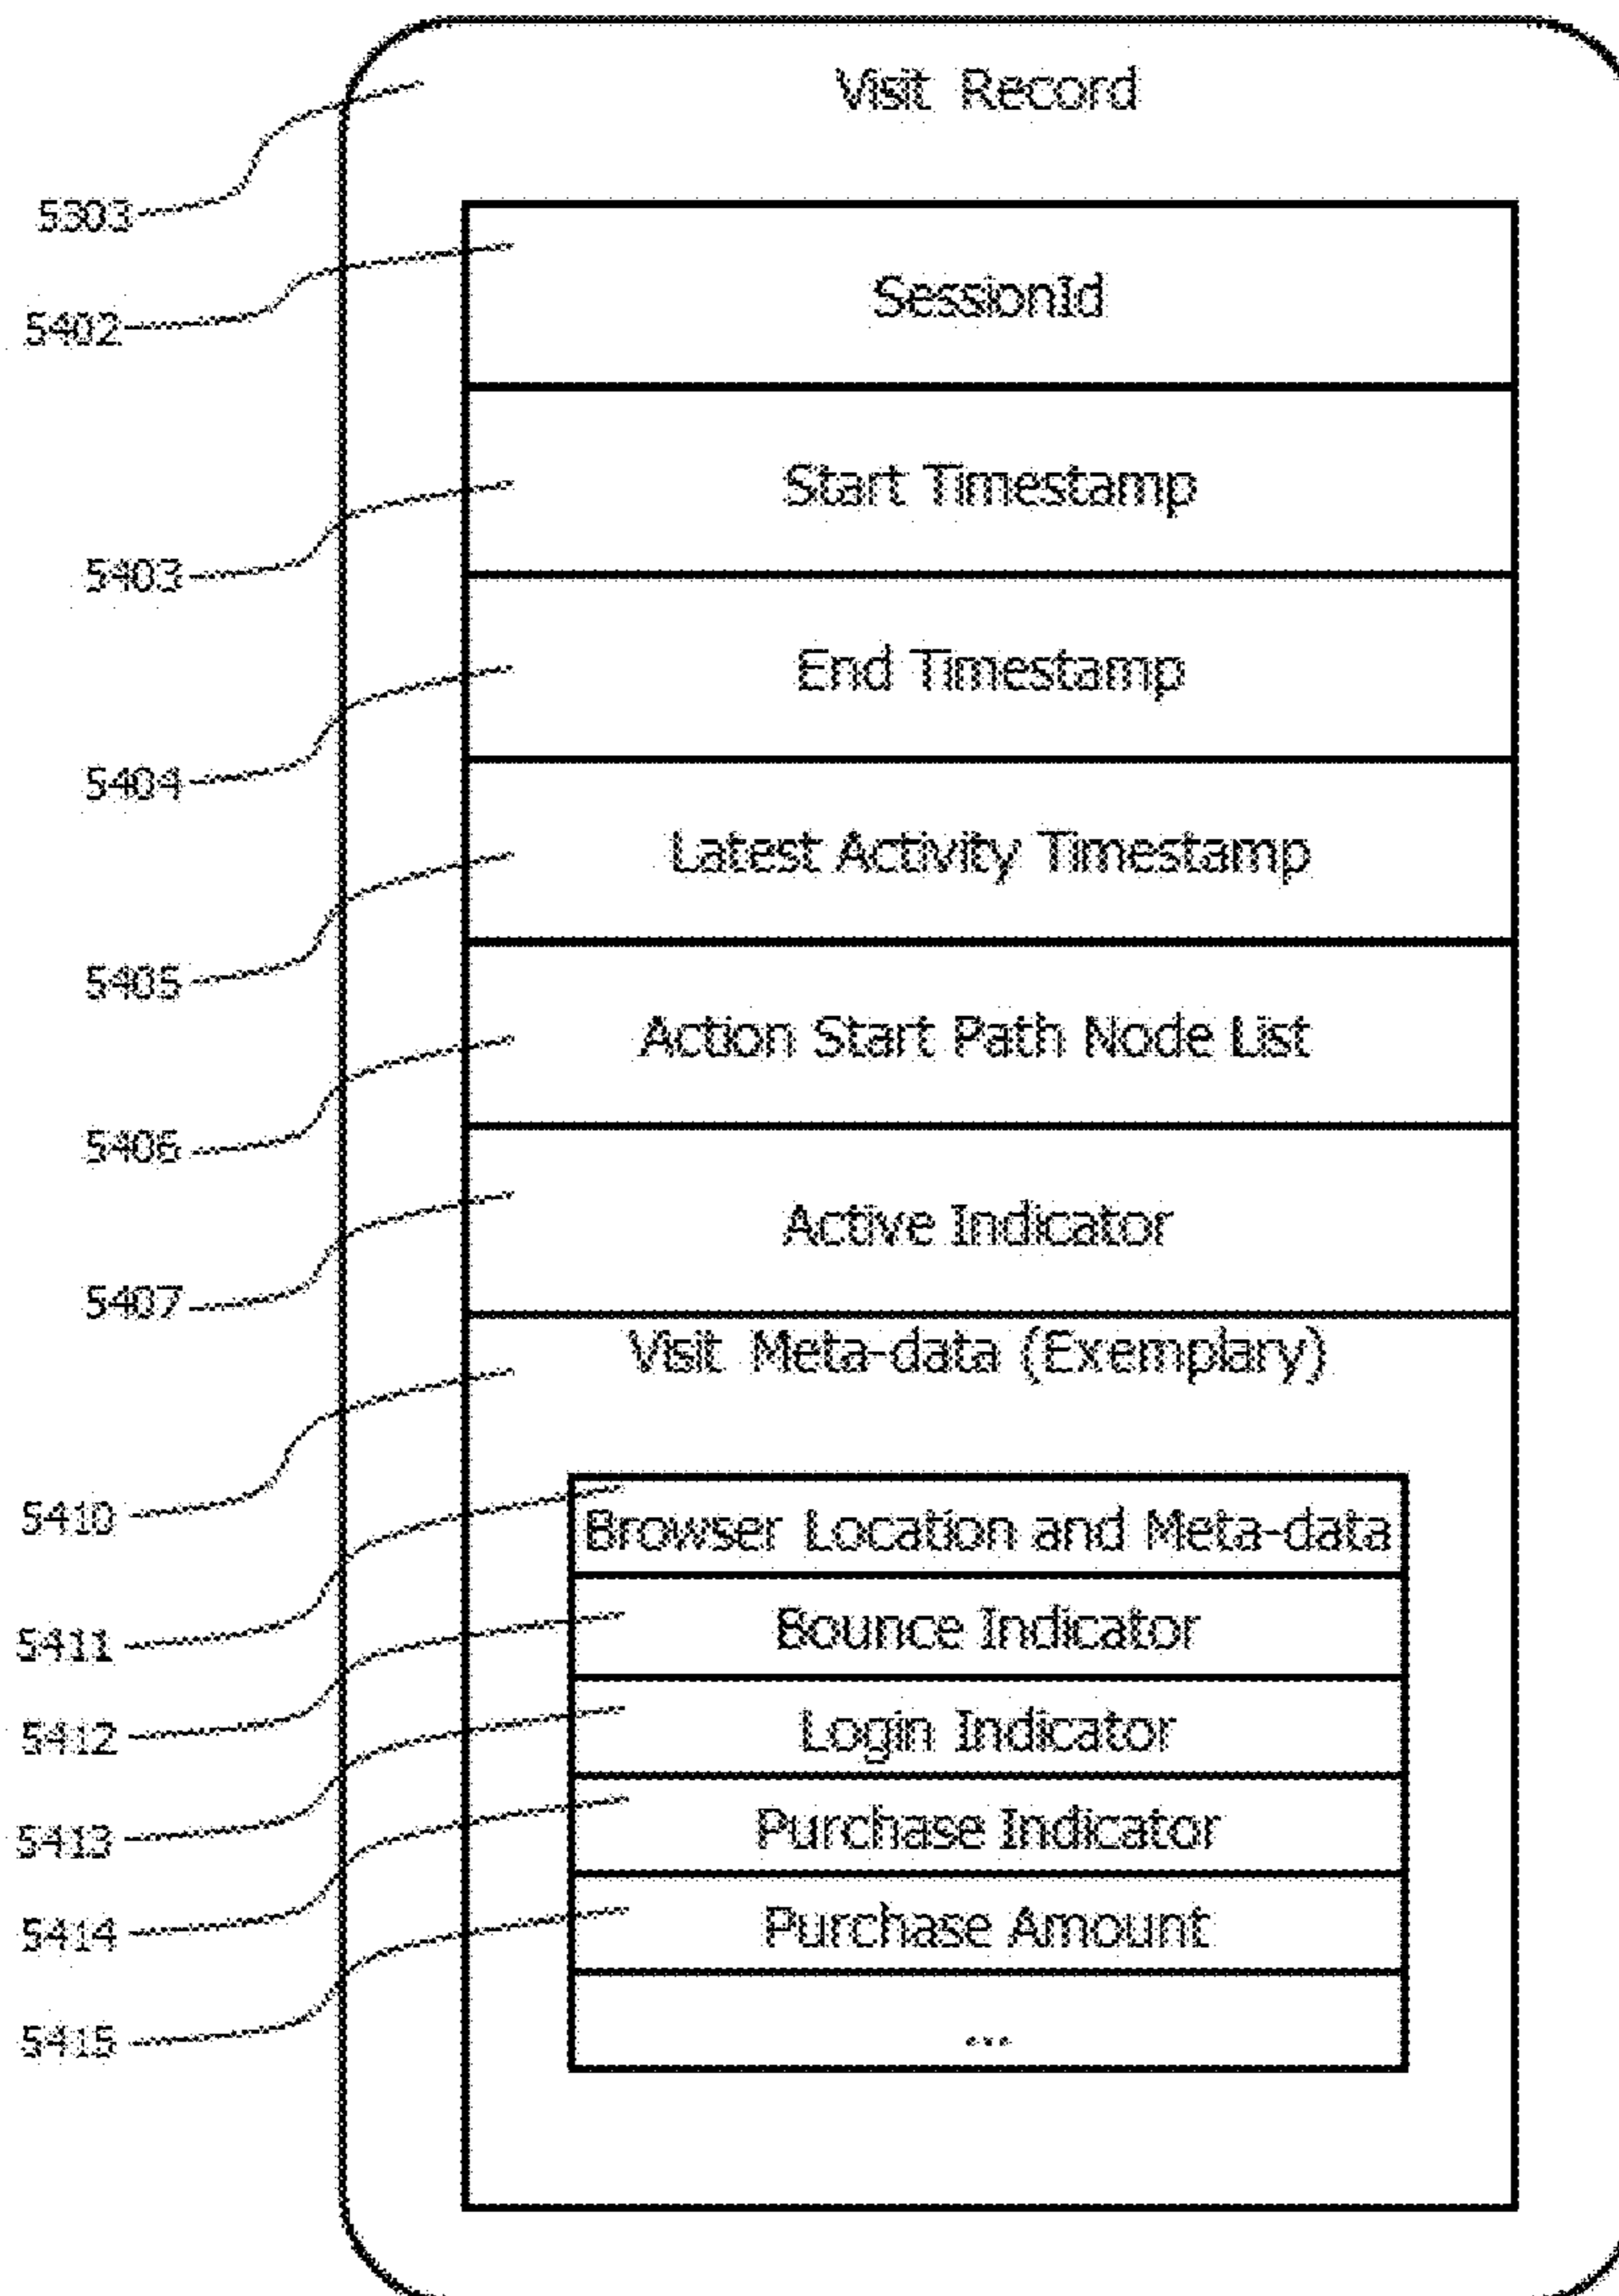 Visit Record
5303
SessionId
5402
Start Timestamp
5403
End Timestamp
5404
Latest Activity Timestamp
5405
Action Start Path Node List
5406
Active Indicator
5407
Visit Meta-data (Exemplary)
5410
Browser Location and Meta-data
5411
Bounce Indicator
5412
Login Indicator
5413
Purchase Indicator
5414
Purchase Amount
5415
...